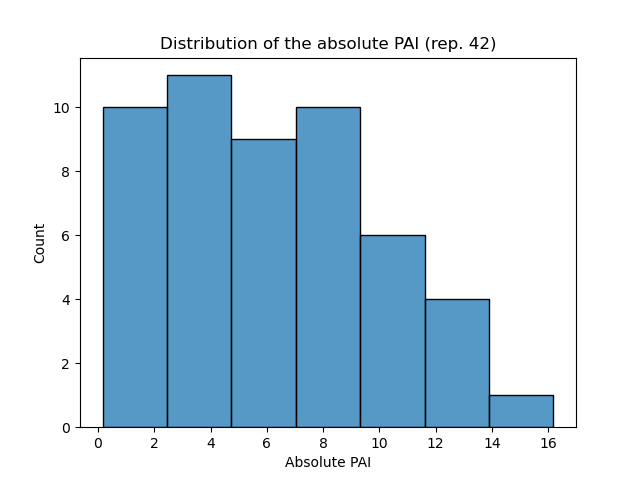 Distribution of the absolute PAI (rep. 42)
10
8
6
4
2
0
Count
0 2 4 6 8 10 12 14 16
Absolute PAI